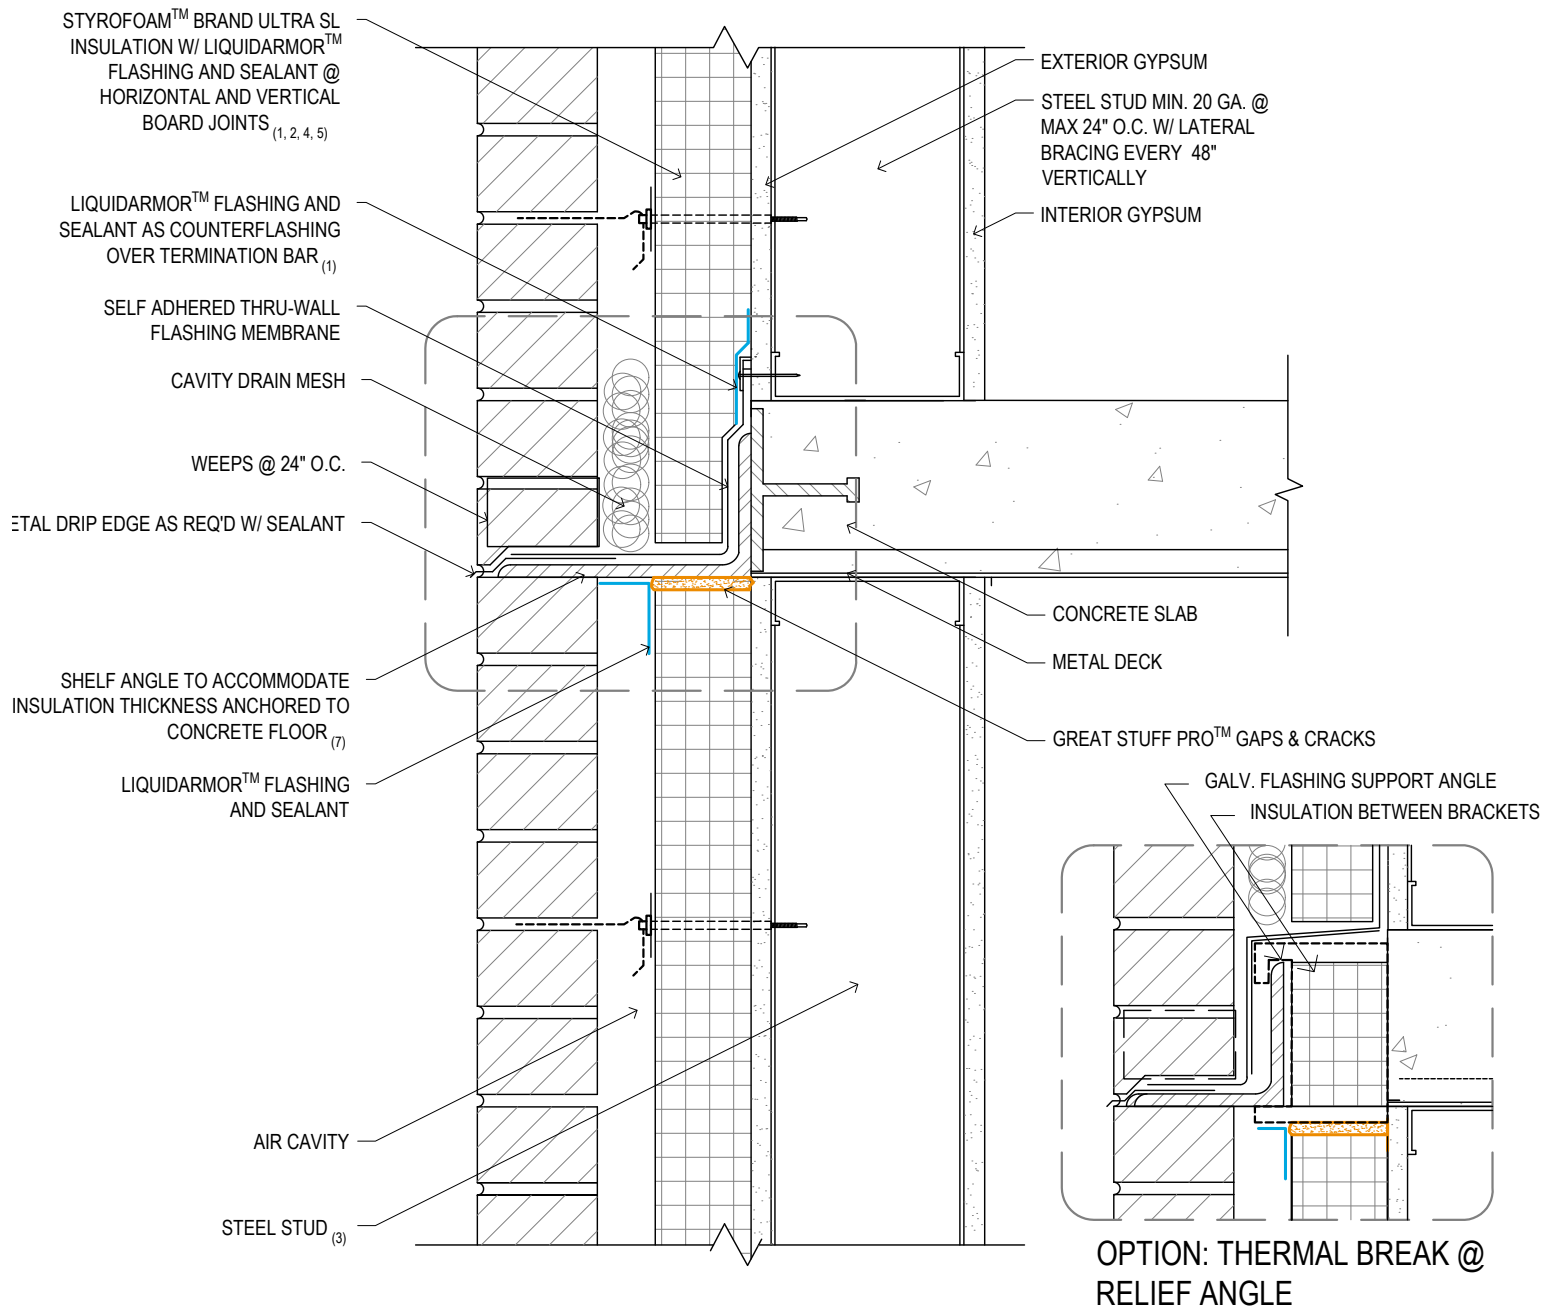 STYROFOAM™ BRAND ULTRA SL
INSULATION W/ LIQUIDARMOR™
FLASHING AND SEALANT @
HORIZONTAL AND VERTICAL
BOARD JOINTS (1, 2, 4, 5)
LIQUIDARMOR™ FLASHING AND
SEALANT AS COUNTERFLASHING
OVER TERMINATION BAR (1)
SELF ADHERED THRU-WALL
FLASHING MEMBRANE
CAVITY DRAIN MESH
WEEPS @ 24" O.C.
ETAL DRIP EDGE AS REQ'D W/ SEALANT
SHELF ANGLE TO ACCOMMODATE
INSULATION THICKNESS ANCHORED TO
CONCRETE FLOOR (7)
LIQUIDARMOR™ FLASHING
AND SEALANT
AIR CAVITY
STEEL STUD (3)
EXTERIOR GYPSUM
STEEL STUD MIN. 20 GA. @
MAX 24" O.C. W/ LATERAL
BRACING EVERY 48"
VERTICALLY
INTERIOR GYPSUM
CONCRETE SLAB
METAL DECK
GREAT STUFF PRO™ GAPS & CRACKS
GALV. FLASHING SUPPORT ANGLE
INSULATION BETWEEN BRACKETS
OPTION: THERMAL BREAK @
RELIEF ANGLE